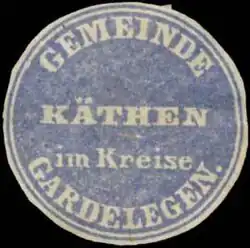 GEMEINDE
KÄTHEN
im Kreise
GARDELEGEN.